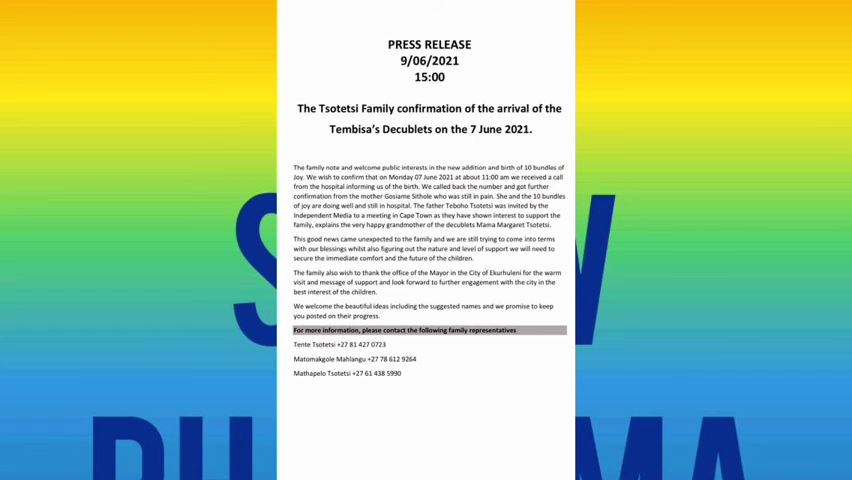 PRESS RELEASE
9/06/2021
15:00
The Tsotetsi Family confirmation of the arrival of the
Tembisa's Decublets on the 7 June 2021.
The family note and welcome public interests in the new addition and birth of 10 bundles of
Joy. We wish to confirm that on Monday 07 June 2021 at about 11:00 am we received a call
from the hospital informing us of the birth. We called back the number and got further
confirmation from the mother Gosiame Sithole who was still in pain. She and the 10 bundles
of joy are doing well and still in hospital. The father Teboho Tsotetsi was invited by the
Independent Media to a meeting in Cape Town as they have shown interest to support the
family, explains the very happy grandmother of the decublets Mama Margaret Tsotetsi.
This good news came unexpected to the family and we are still trying to come into terms
with our blessings whilst also figuring out the nature and level of support we will need to
secure the immediate comfort and the future of the children.
The family also wish to thank the office of the Mayor in the City of Ekurhuleni for the warm
visit and message of support and look forward to further engagement with the city in the
best interest of the children.
We welcome the beautiful ideas including the suggested names and we promise to keep
you posted on their progress.
For more information, please contact the following family representatives
Tente Tsotetsi +27 81 427 0723
Matomakgole Mahlangu +27 78 612 9264
Mathapelo Tsotetsi +27 61 438 5990